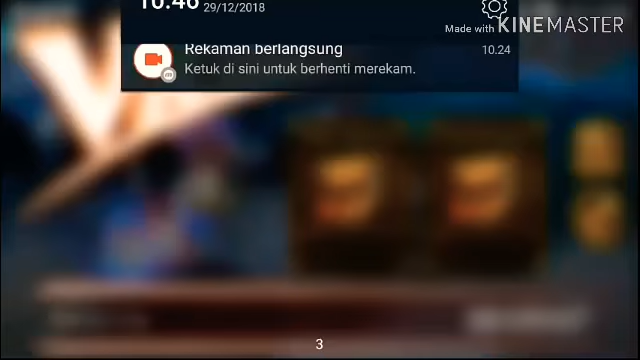 10.46
29/12/2018
Made with KINEMASTER
Rekaman berlangsung
10.24
Ketuk di sini untuk berhenti merekam.
3